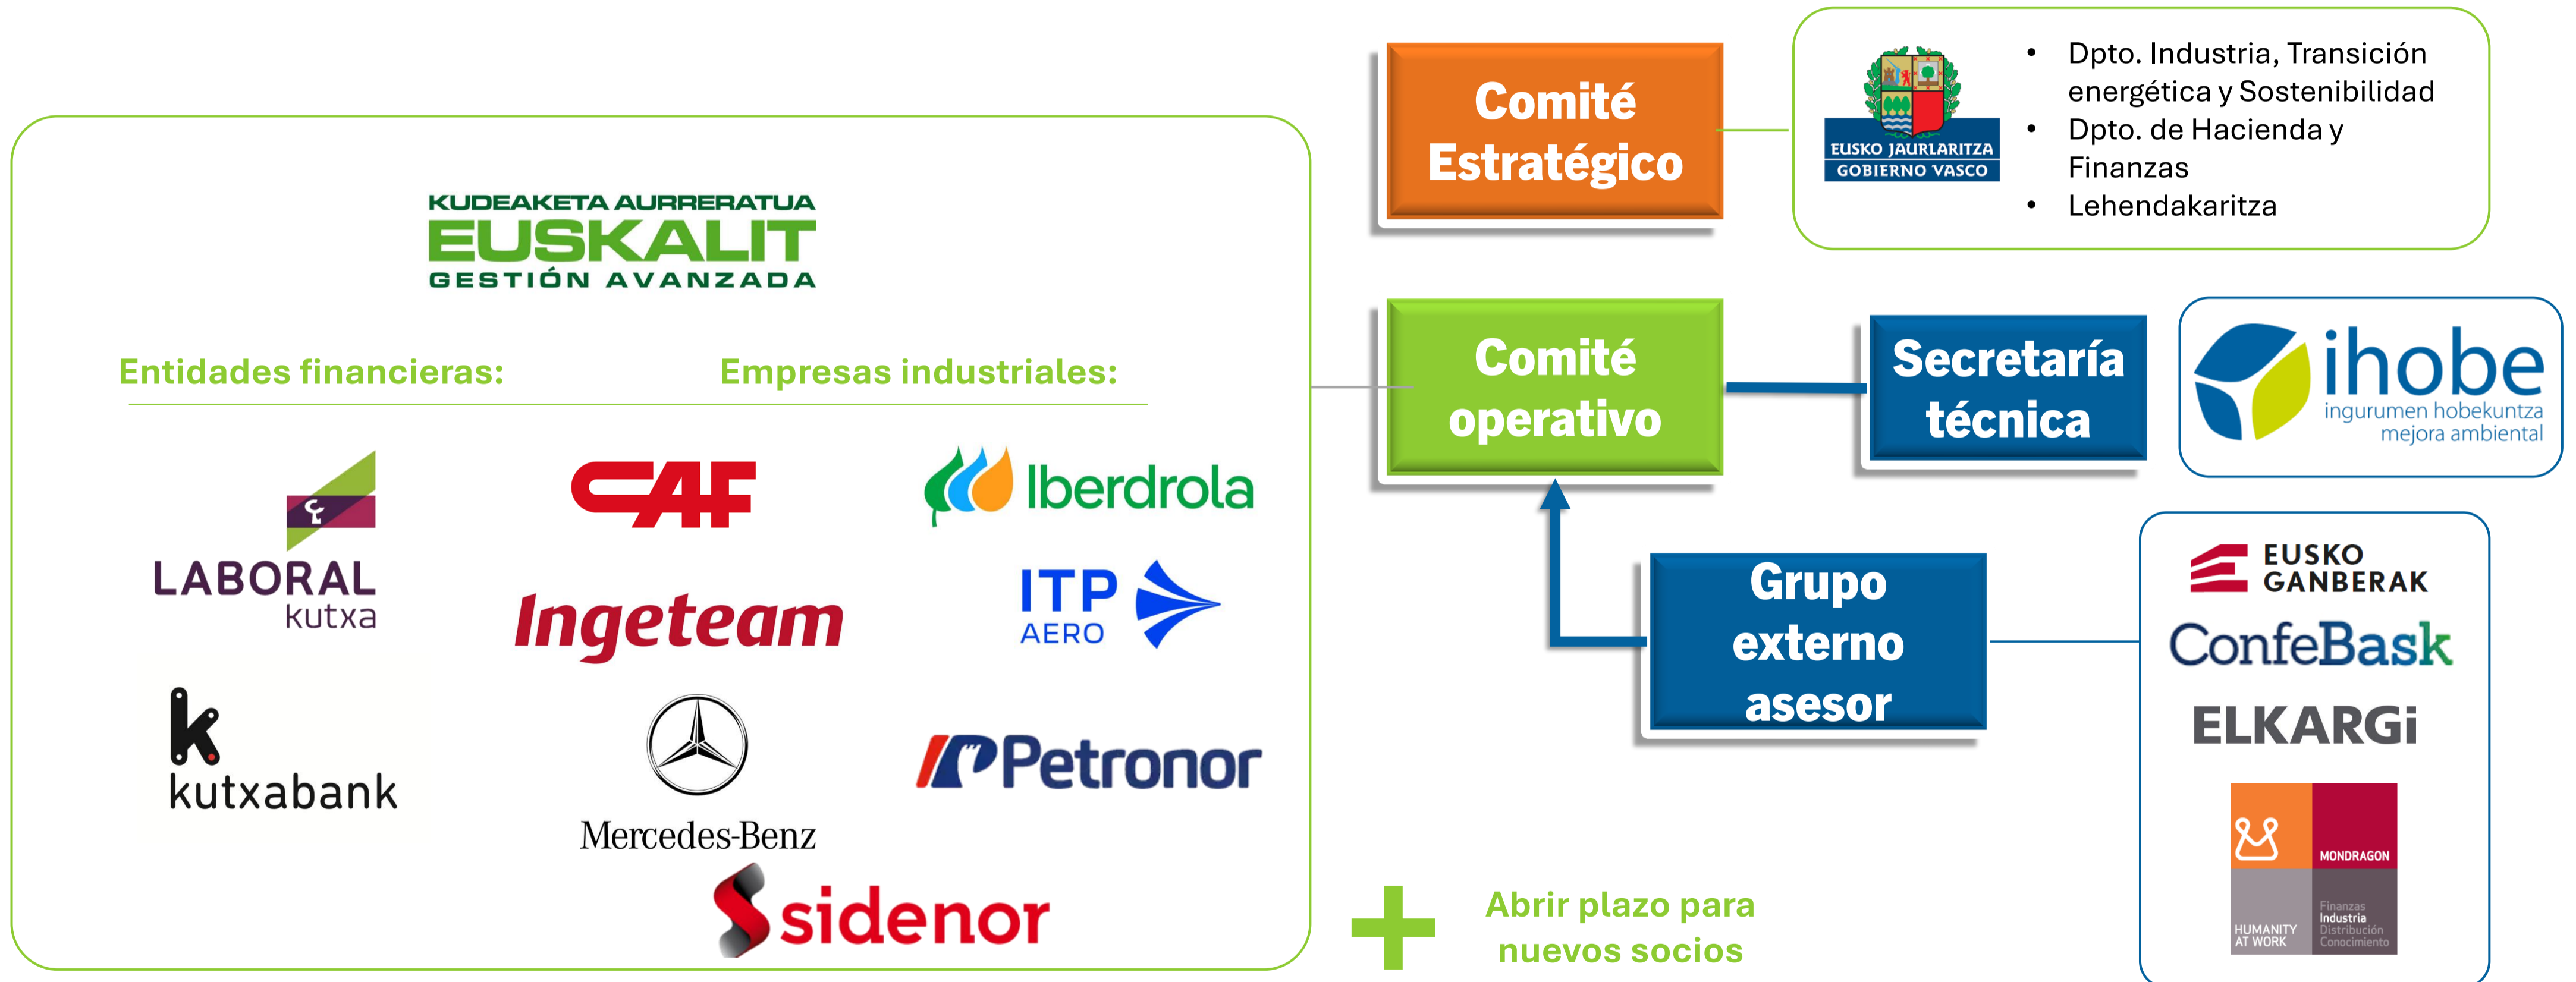 KUDEAKETA AURRERATUA
EUSKALIT
GESTIÓN AVANZADA
Entidades financieras:
Empresas industriales:
LABORAL
kutxa
k
kutxabank
CAF
Iberdrola
Ingeteam
ITP
AERO
Mercedes-Benz
Petronor
sidenor
Comité
Estratégico
EUSKO JAURLARITZA
GOBIERNO VASCO
• Dpto. Industria, Transición
energética y Sostenibilidad
• Dpto. de Hacienda y
Finanzas
• Lehendakaritza
Comité
operativo
Secretaría
técnica
ihobe
ingurumen hobekuntza
mejora ambiental
Grupo
externo
asesor
EUSKO
GANBERAK
ConfeBask
ELKARGi
MONDRAGON
HUMANITY
AT WORK
Finanzas
Industria
Distribución
Conocimiento
+ Abrir plazo para
nuevos socios